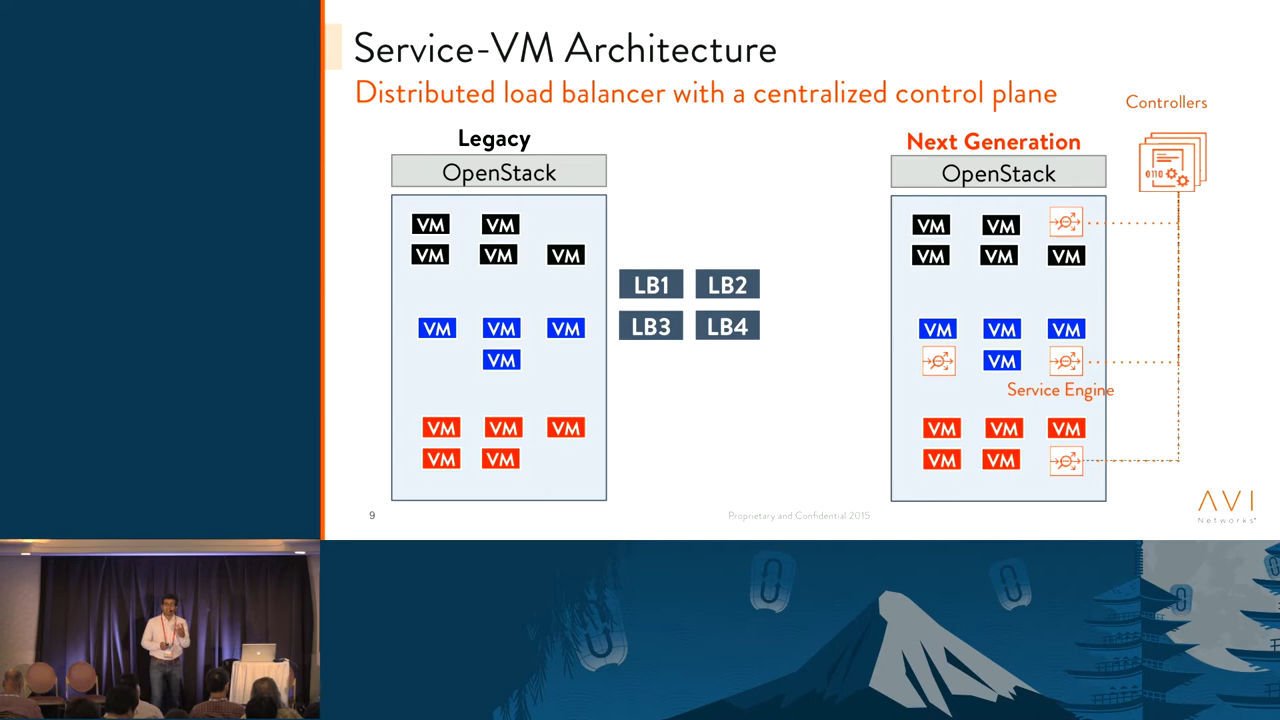 Service-VM Architecture
Distributed load balancer with a centralized control plane
Controllers
Legacy
OpenStack
VM VM
VM VM VM
VM VM VM
VM
VM VM VM
VM VM
LB1 LB2
LB3 LB4
Next Generation
OpenStack
0110
VM VM
VM VM VM
VM VM VM
VM
Service Engine
VM VM VM
VM VM
9
Proprietary and Confidential 2015
AVI
Networks